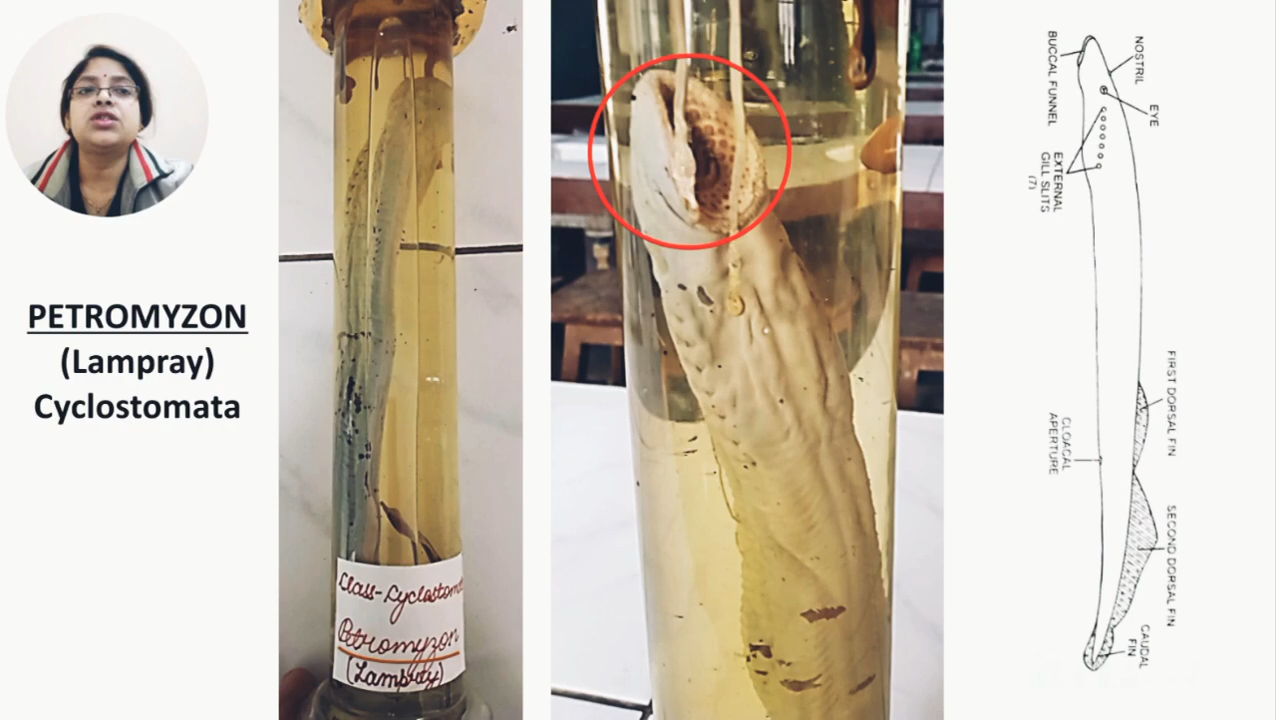 PETROMYZON
(Lampray)
Cyclostomata
Class-Cyclostom
Petromyzon
(Lamprey)
BUCCAL FUNNEL
NOSTRIL
EYE
EXTERNAL
GILL SLITS
(7)
FIRST DORSAL FIN
CLOACAL
APERTURE
SECOND DORSAL FIN
CAUDAL
FIN